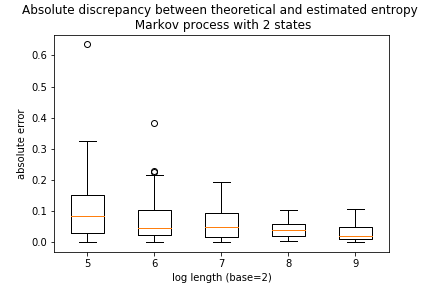 Absolute discrepancy between theoretical and estimated entropy
Markov process with 2 states
absolute error
0.6
0.5
0.4
0.3
0.2
0.1
0.0
5 6 7 8 9
log length (base=2)